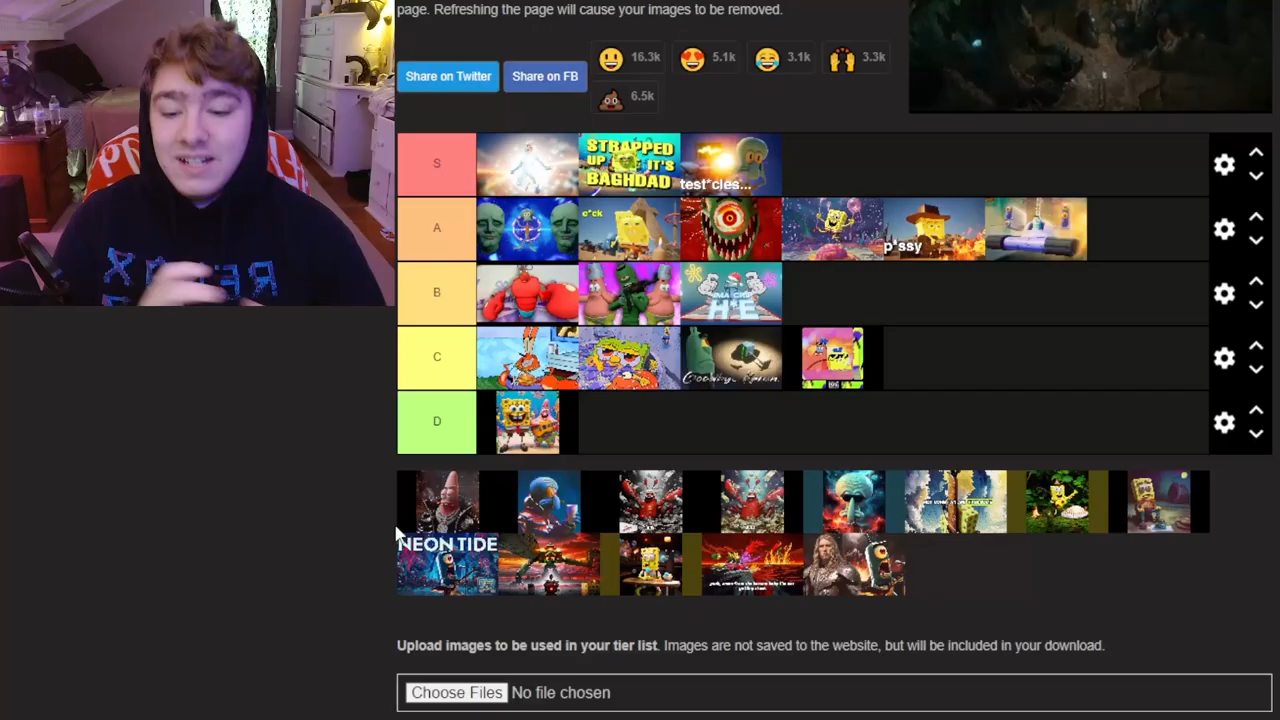 page. Refreshing the page will cause your images to be removed.
Share on Twitter
Share on FB
16.3k
5.1k
3.1k
3.3k
6.5k
S
STRAPPED
UP IT'S
BAGHDAD
test*cles...
A
c*ck
p*ssy
B
C
Goodbye, Karen.
D
NEON TIDE
Upload images to be used in your tier list. Images are not saved to the website, but will be included in your download.
Choose Files No file chosen